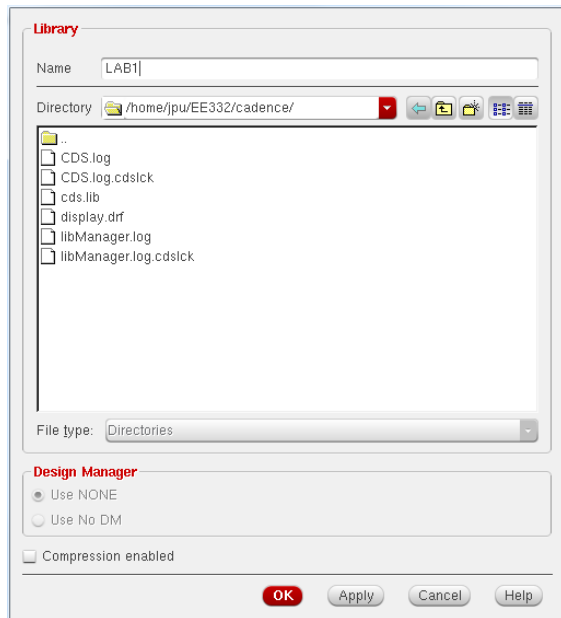 Library
Name LAB1
Directory /home/jpu/EE332/cadence/
..
CDS.log
CDS.log.cdslck
cds.lib
display.drf
libManager.log
libManager.log.cdslck
File type: Directories
Design Manager
Use NONE
Use No DM
Compression enabled
OK Apply Cancel Help